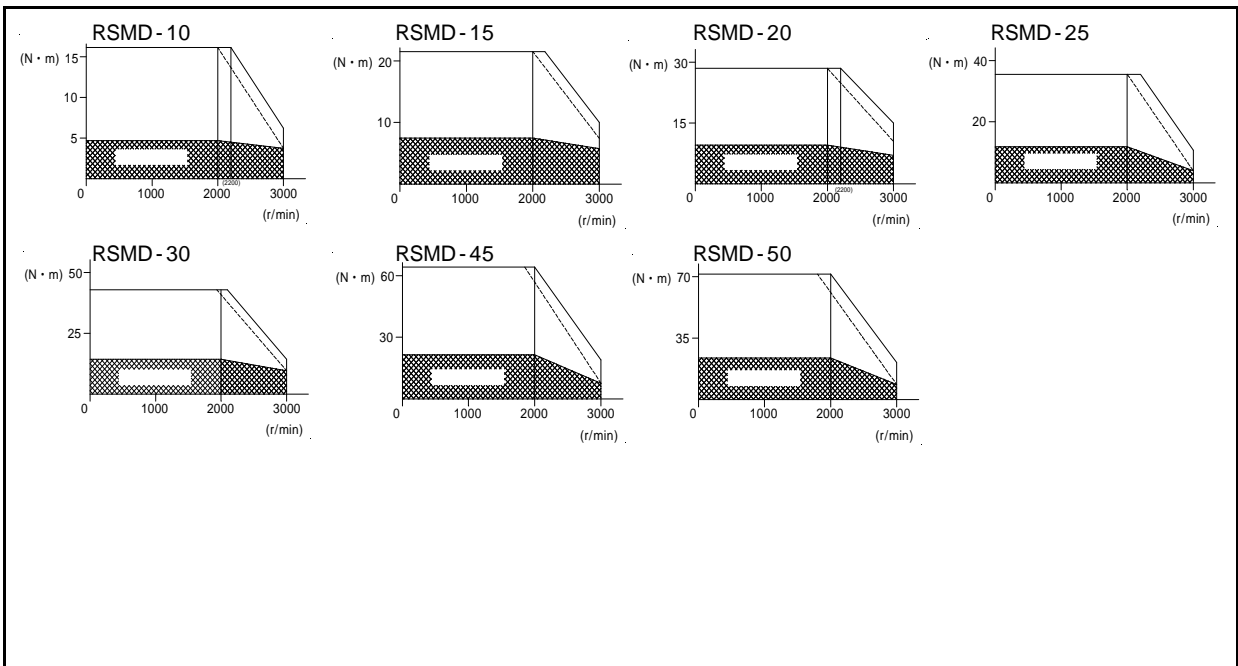 RSMD-10
(N・m) 15
10
5
0 1000 2000 (2200) 3000
(r/min)
RSMD-15
(N・m) 20
10
0 1000 2000 3000
(r/min)
RSMD-20
(N・m) 30
15
0 1000 2000 (2200) 3000
(r/min)
RSMD-25
(N・m) 40
20
0 1000 2000 3000
(r/min)
RSMD-30
(N・m) 50
25
0 1000 2000 3000
(r/min)
RSMD-45
(N・m) 60
30
0 1000 2000 3000
(r/min)
RSMD-50
(N・m) 70
35
0 1000 2000 3000
(r/min)